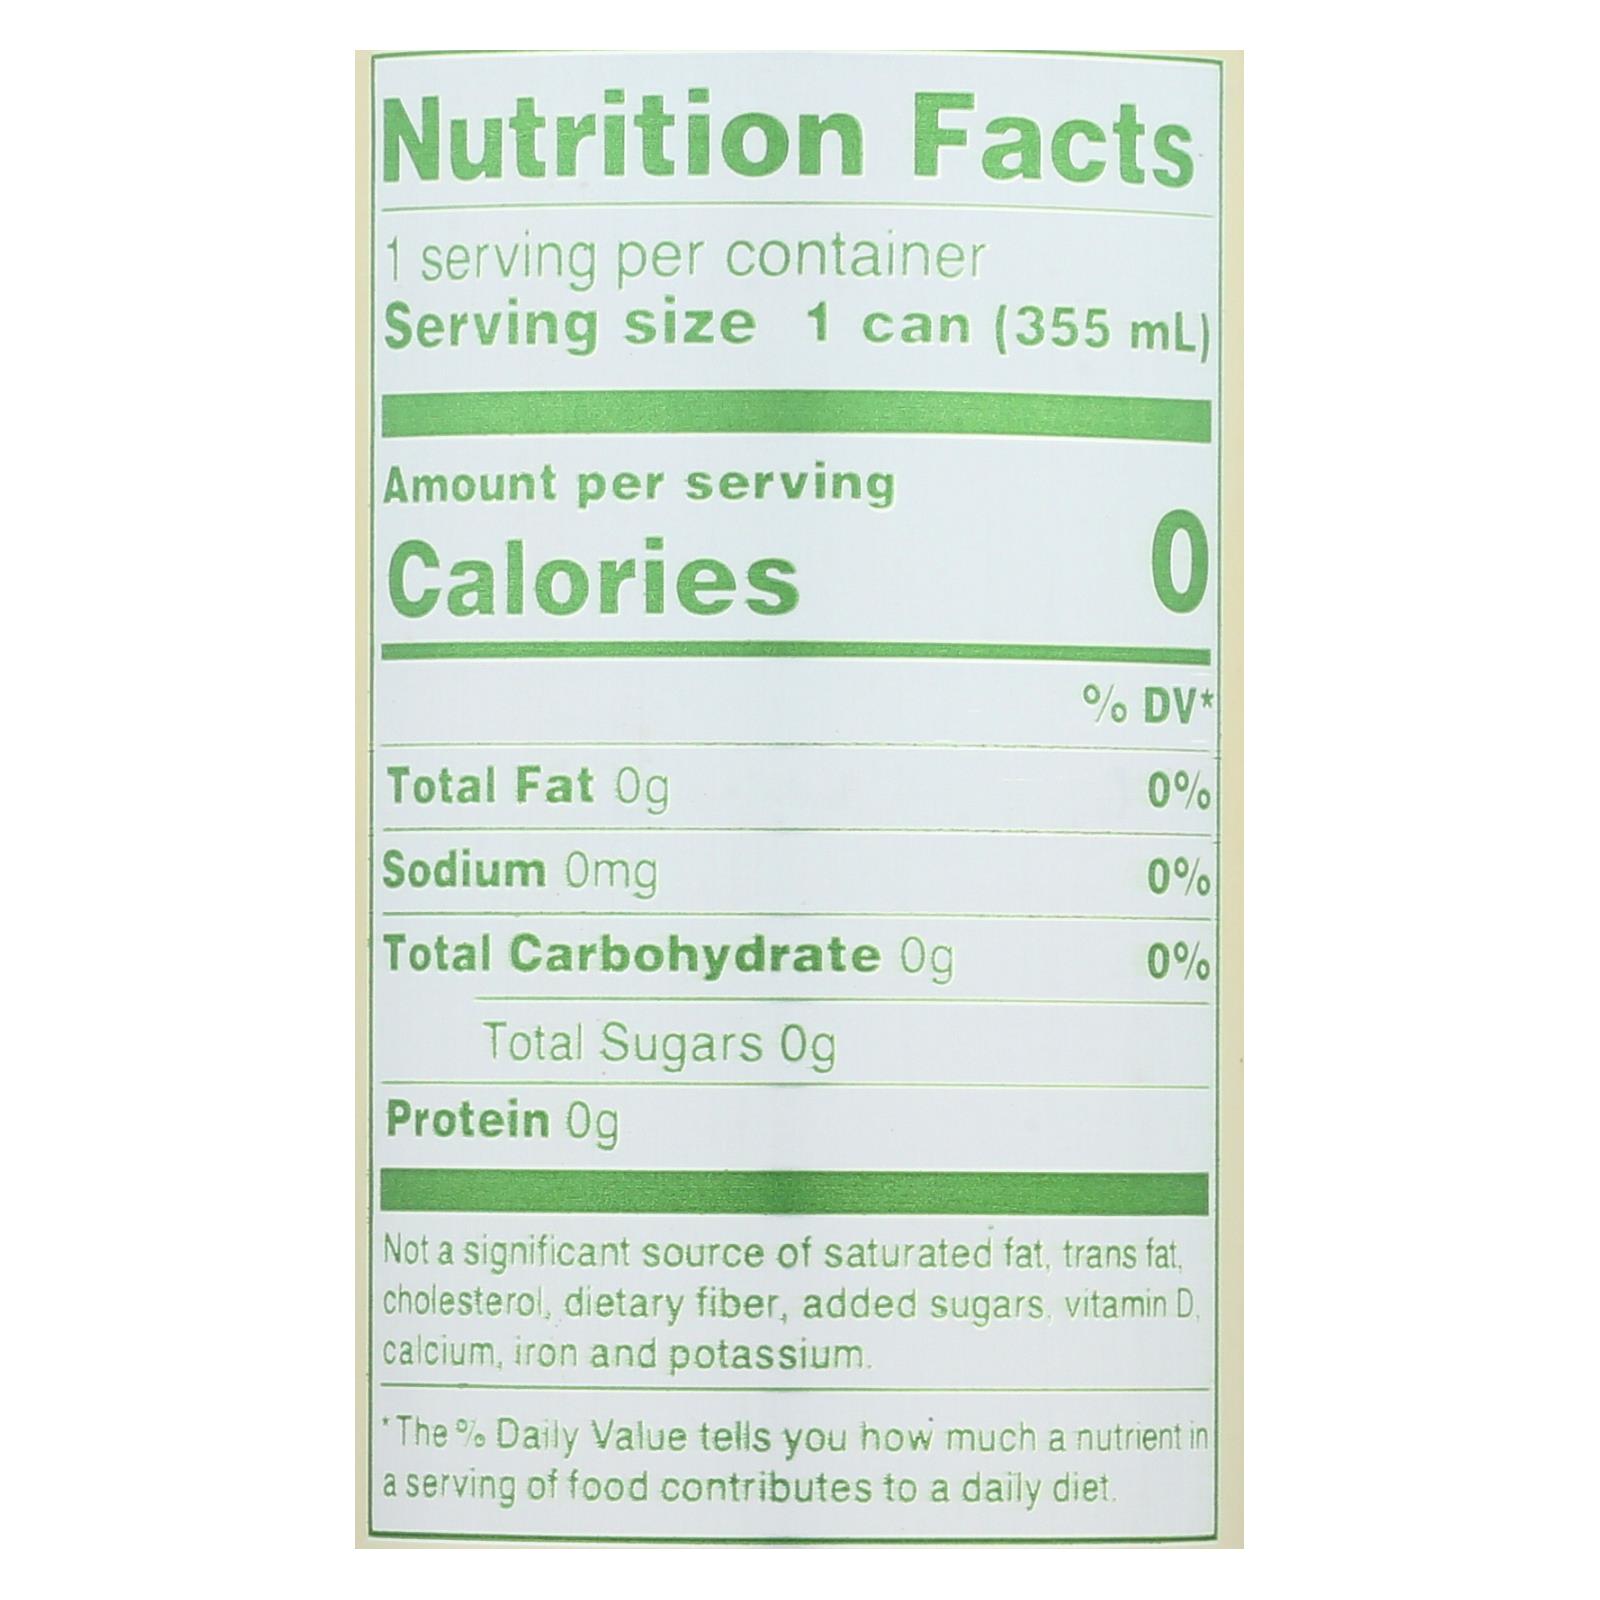 Nutrition Facts
1 serving per container
Serving size 1 can (355 mL)
Amount per serving
Calories 0
% DV*
Total Fat 0g 0%
Sodium 0mg 0%
Total Carbohydrate 0g 0%
Total Sugars 0g
Protein 0g
Not a significant source of saturated fat, trans fat,
cholesterol, dietary fiber, added sugars, vitamin D,
calcium, iron and potassium.
*The % Daily Value tells you how much a nutrient in
a serving of food contributes to a daily diet.